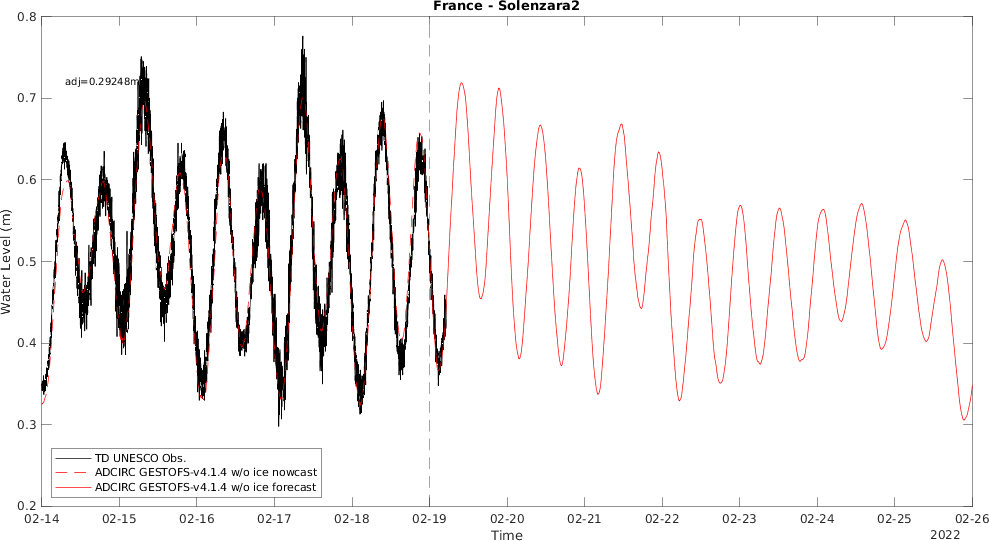 France - Solenzara2
Water Level (m)
0.8
0.7
0.6
0.5
0.4
0.3
0.2
adj=0.29248m
TD UNESCO Obs.
ADCIRC GESTOFS-v4.1.4 w/o ice nowcast
ADCIRC GESTOFS-v4.1.4 w/o ice forecast
02-14 02-15 02-16 02-17 02-18 02-19 02-20 02-21 02-22 02-23 02-24 02-25 02-26
Time
2022